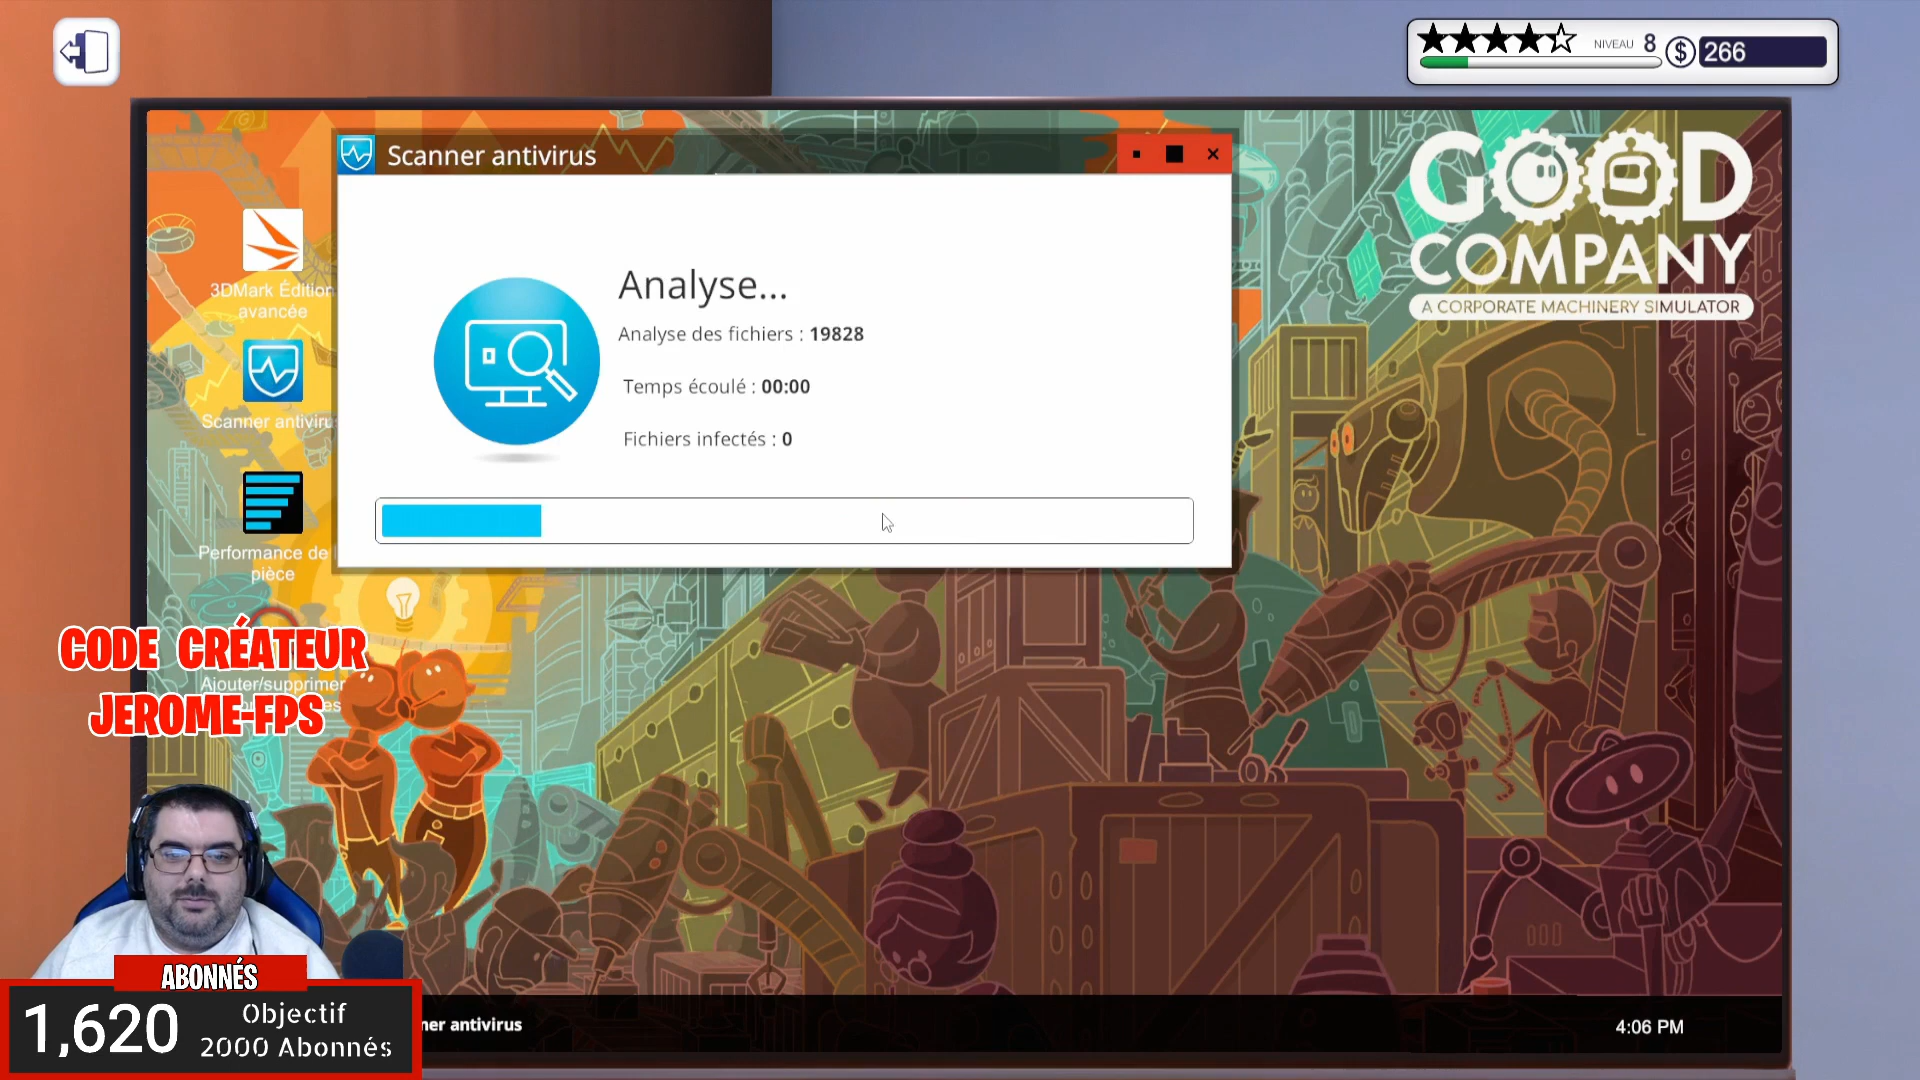 NIVEAU 8 $ 266
Scanner antivirus
GOOD
COMPANY
A CORPORATE MACHINERY SIMULATOR
3DMark Édition
avancée
Analyse...
Analyse des fichiers : 19828
Temps écoulé : 00:00
Fichiers infectés : 0
Scanner antivirus
Performance de
pièce
CODE CRÉATEUR
Ajouter/supprimer
JEROME-FPS
ABONNÉS
1,620
Objectif
2000 Abonnés
ner antivirus
4:06 PM